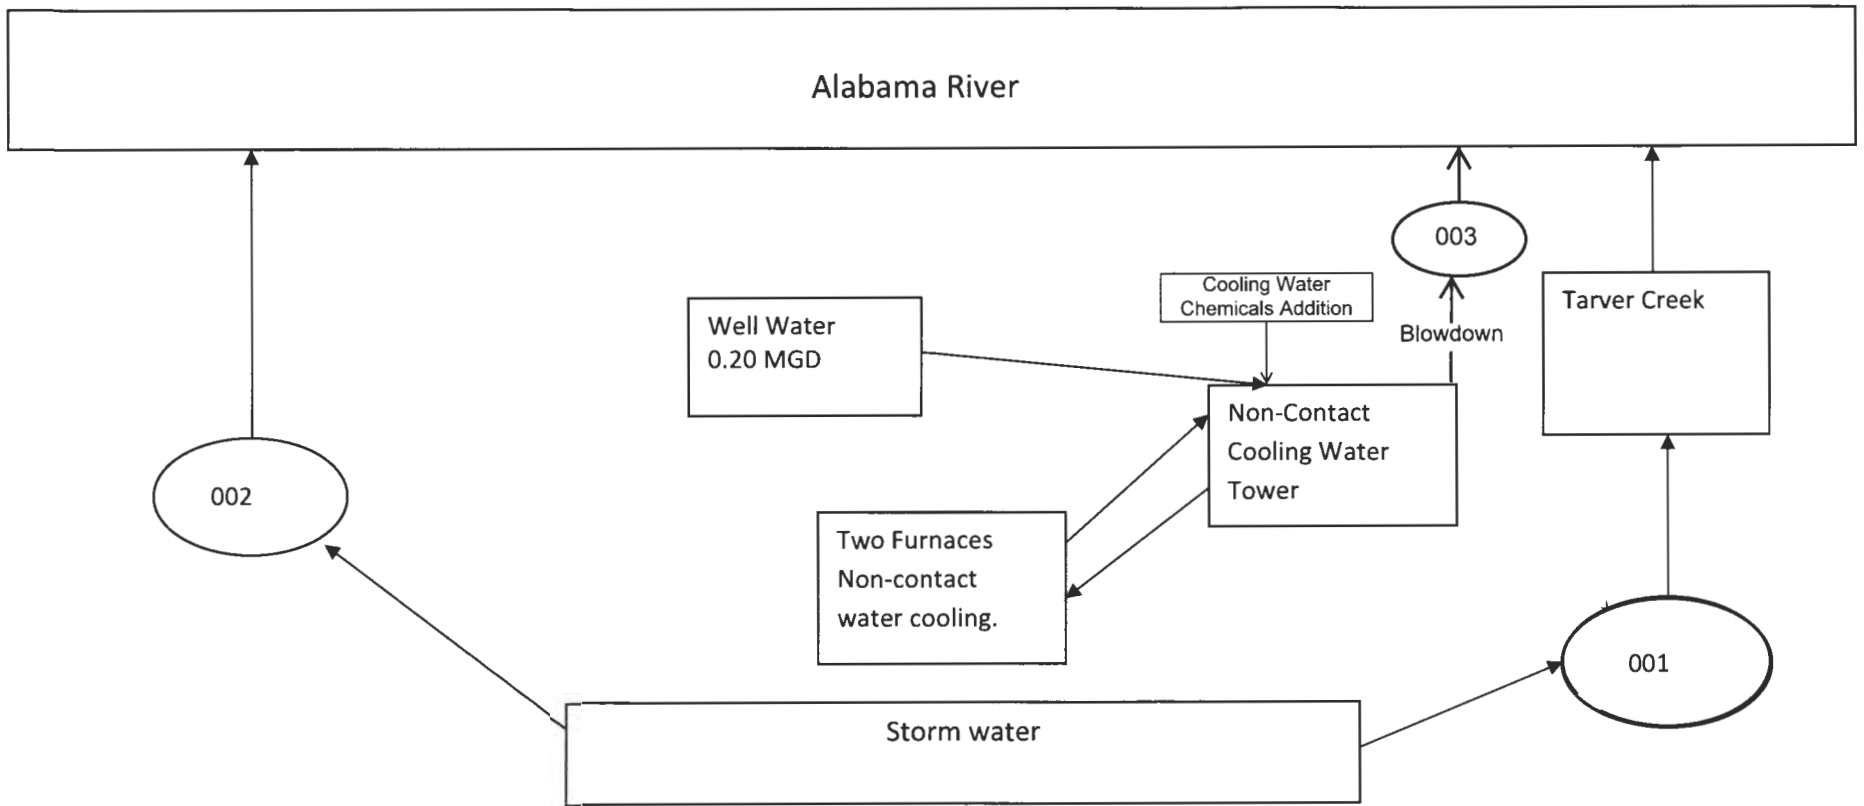 Alabama River
003
Cooling Water
Chemicals Addition
Tarver Creek
Well Water
0.20 MGD
Blowdown
Non-Contact
Cooling Water
Tower
002
Two Furnaces
Non-contact
water cooling.
001
Storm water